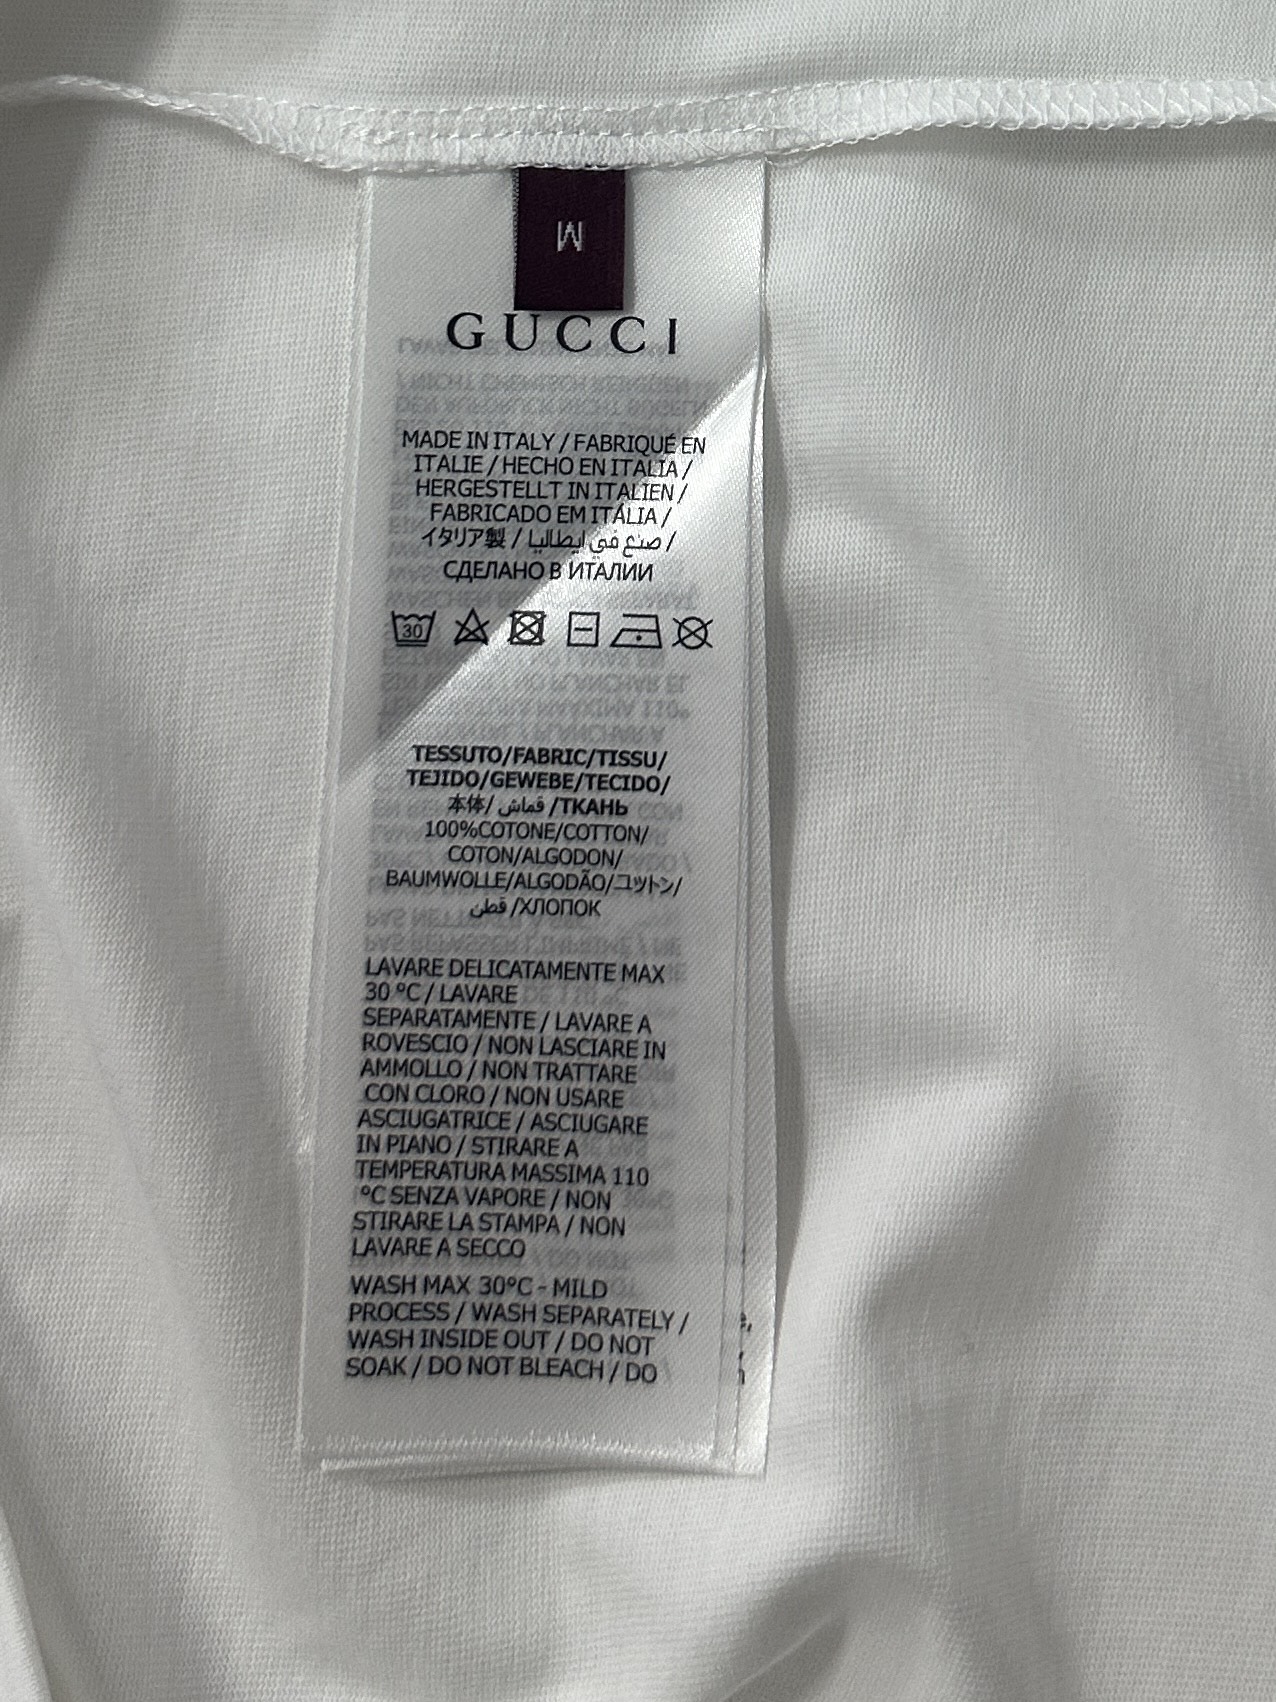 M
GUCCI
MADE IN ITALY / FABRIQUÉ EN
ITALIE / HECHO EN ITALIA /
HERGESTELLT IN ITALIEN /
FABRICADO EM ITÁLIA /
イタリア製 / صنع في ايطاليا /
СДЕЛАНО В ИТАЛИИ
30
TESSUTO/FABRIC/TISSU/
TEJIDO/GEWEBE/TECIDO/
本体/ قماش /ТКАНЬ
100%COTONE/COTTON/
COTON/ALGODON/
BAUMWOLLE/ALGODÃO/コットン/
قطن /ХЛОПОК
LAVARE DELICATAMENTE MAX
30 °C / LAVARE
SEPARATAMENTE / LAVARE A
ROVESCIO / NON LASCIARE IN
AMMOLLO / NON TRATTARE
CON CLORO / NON USARE
ASCIUGATRICE / ASCIUGARE
IN PIANO / STIRARE A
TEMPERATURA MASSIMA 110
°C SENZA VAPORE / NON
STIRARE LA STAMPA / NON
LAVARE A SECCO
WASH MAX 30°C - MILD
PROCESS / WASH SEPARATELY /
WASH INSIDE OUT / DO NOT
SOAK / DO NOT BLEACH / DO